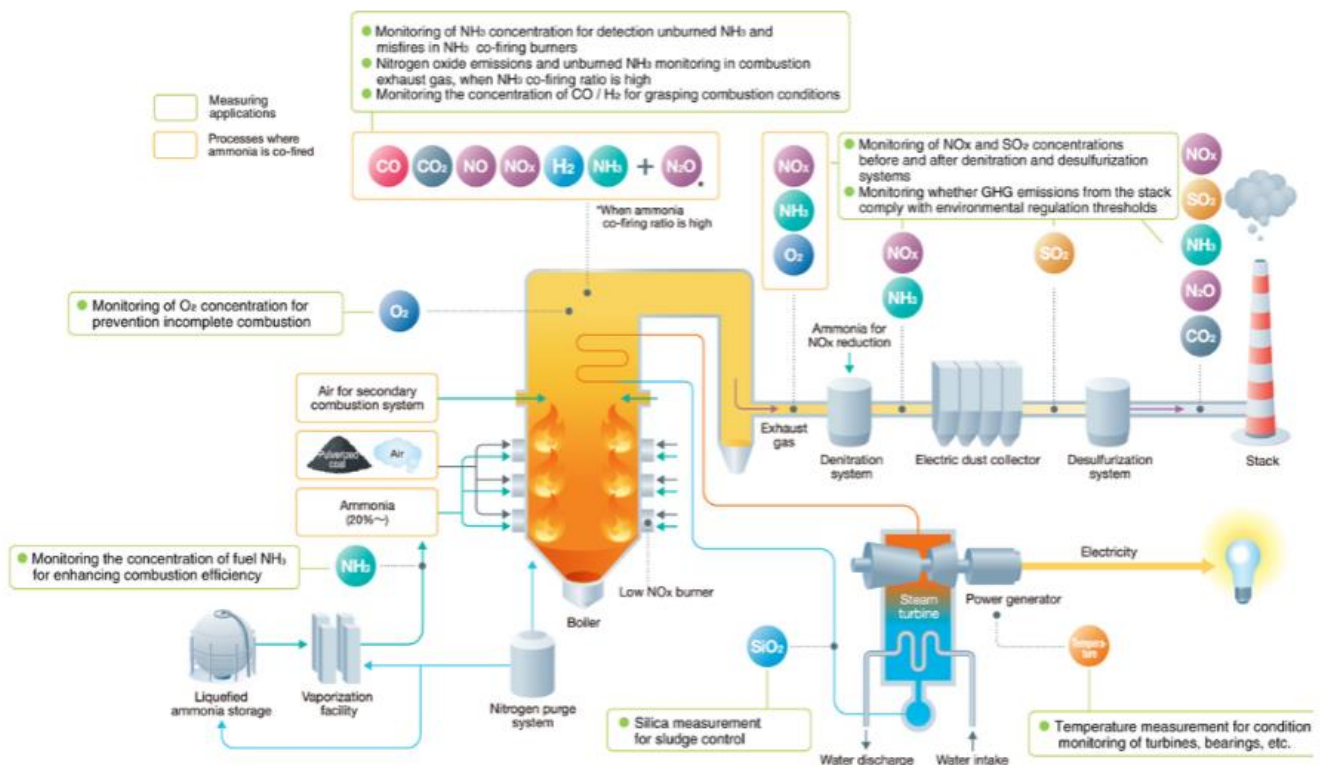 ● Monitoring of NH₃ concentration for detection unburned NH₃ and
misfires in NH₃ co-firing burners
● Nitrogen oxide emissions and unburned NH₃ monitoring in combustion
exhaust gas, when NH₃ co-firing ratio is high
● Monitoring the concentration of CO / H₂ for grasping combustion conditions
Measuring
applications
Processes where
ammonia is co-fired
CO CO₂ NO NOx H₂ NH₃ + N₂O *
*When ammonia
co-firing ratio is high
NOx
NH₃
O₂
● Monitoring of NOx and SO₂ concentrations
before and after denitration and desulfurization
systems
● Monitoring whether GHG emissions from the stack
comply with environmental regulation thresholds
NOx
NH₃
SO₂
NOx
SO₂
NH₃
N₂O
CO₂
● Monitoring of O₂ concentration for
prevention incomplete combustion
O₂
Ammonia for
NOx reduction
Air for secondary
combustion system
Pulverized
coal
Air
Ammonia
(20%～)
Exhaust
gas
Denitration
system
Electric dust collector
Desulfurization
system
Stack
● Monitoring the concentration of fuel NH₃
for enhancing combustion efficiency
NH₃
Low NOx burner
Boiler
Electricity
Steam
turbine
Power generator
Liquefied
ammonia storage
Vaporization
facility
Nitrogen purge
system
SiO₂
Tempera-
ture
● Silica measurement
for sludge control
Water discharge
Water intake
● Temperature measurement for condition
monitoring of turbines, bearings, etc.